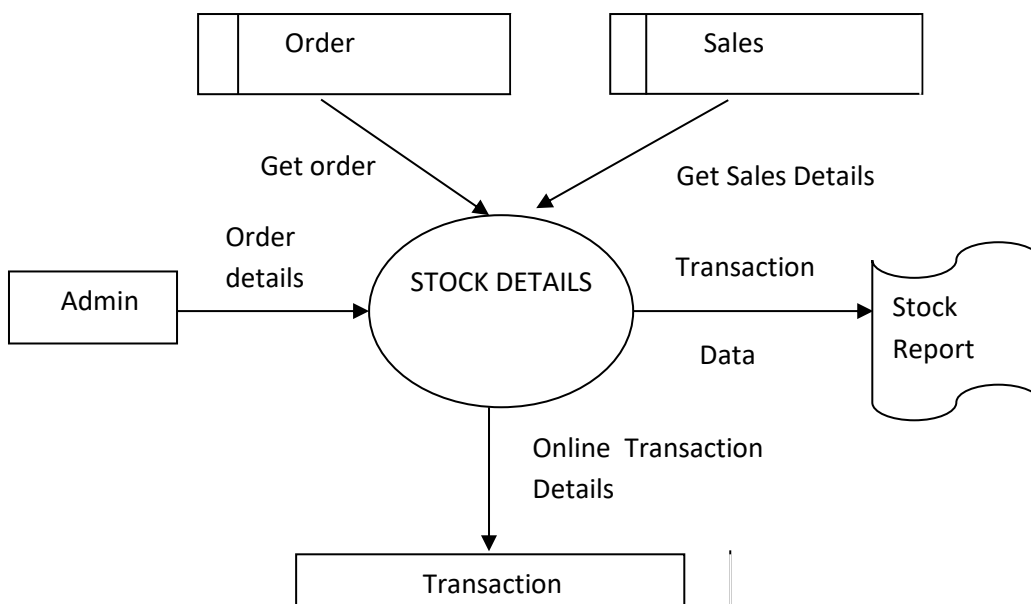 Order
Sales
Get order
Get Sales Details
Order
details
Admin
STOCK DETAILS
Transaction
Data
Stock
Report
Online  Transaction
Details
Transaction